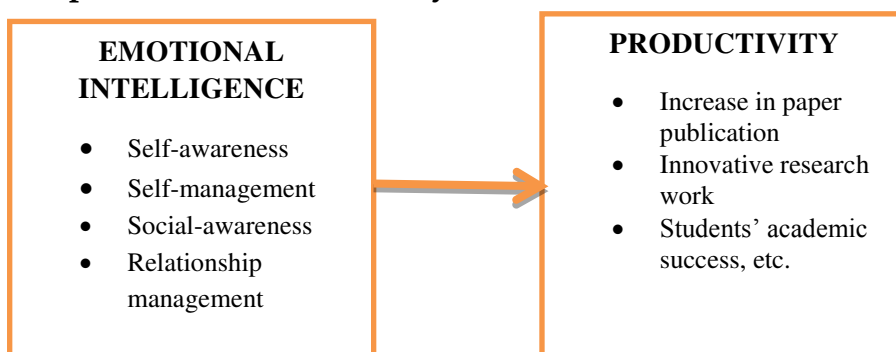 EMOTIONAL
INTELLIGENCE
• Self-awareness
• Self-management
• Social-awareness
• Relationship
management
PRODUCTIVITY
• Increase in paper
publication
• Innovative research
work
• Students’ academic
success, etc.